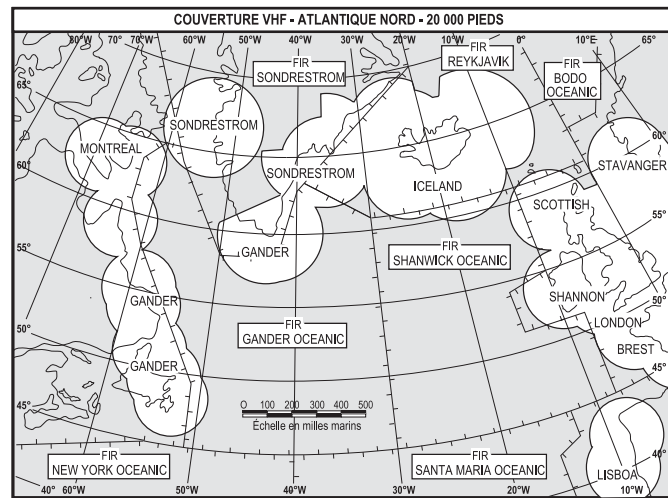 COUVERTURE VHF - ATLANTIQUE NORD - 20 000 PIEDS
80°W 70°W 60°W 50°W 40°W 30°W 20°W 10°W 0° 10°E 65°
FIR
SONDRESTROM
FIR
REYKJAVIK
FIR
BODO
OCEANIC
65°
60°
55°
50°
45°
60°
50°
45°
40°
MONTREAL
SONDRESTROM
SONDRESTROM
ICELAND
STAVANGER
SCOTTISH
GANDER
FIR
SHANWICK OCEANIC
SHANNON
LONDON
BREST
GANDER
FIR
GANDER OCEANIC
GANDER
0 100 200 300 400 500
Échelle en milles marins
FIR
NEW YORK OCEANIC
FIR
SANTA MARIA OCEANIC
LISBOA
40° 60°W 50°W 40°W 30°W 20°W 10°W